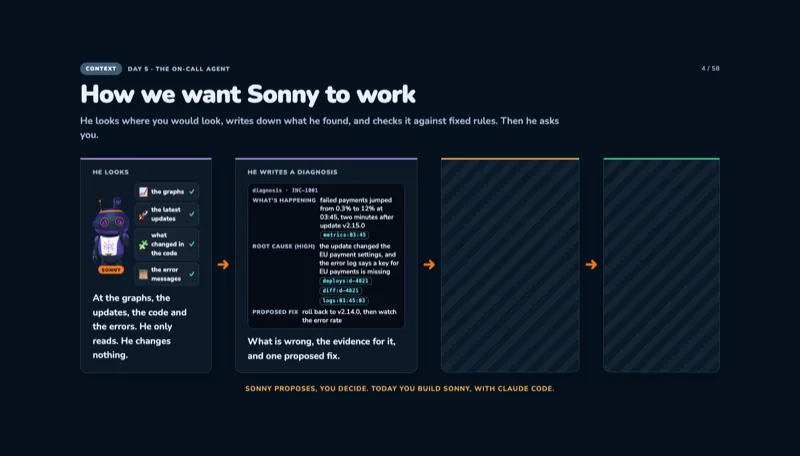 CONTEXT DAY 5 · THE ON-CALL AGENT
4 / 58
How we want Sonny to work
He looks where you would look, writes down what he found, and checks it against fixed rules. Then he asks
you.
HE LOOKS
the graphs ✓
the latest
updates ✓
what
changed in ✓
the code
the error
messages ✓
SONNY
At the graphs, the
updates, the code and
the errors. He only
reads. He changes
nothing.
HE WRITES A DIAGNOSIS
diagnosis · INC-1001
WHAT'S HAPPENING failed payments jumped
from 0.3% to 12% at
03:45, two minutes after
update v2.15.0
metrics:03:45
ROOT CAUSE (HIGH) the update changed the
EU payment settings, and
the error log says a key for
EU payments is missing
deploys:d-4821
diff:d-4821
logs:03:45:03
PROPOSED FIX roll back to v2.14.0, then watch
the error rate
What is wrong, the evidence for it,
and one proposed fix.
SONNY PROPOSES, YOU DECIDE. TODAY YOU BUILD SONNY, WITH CLAUDE CODE.